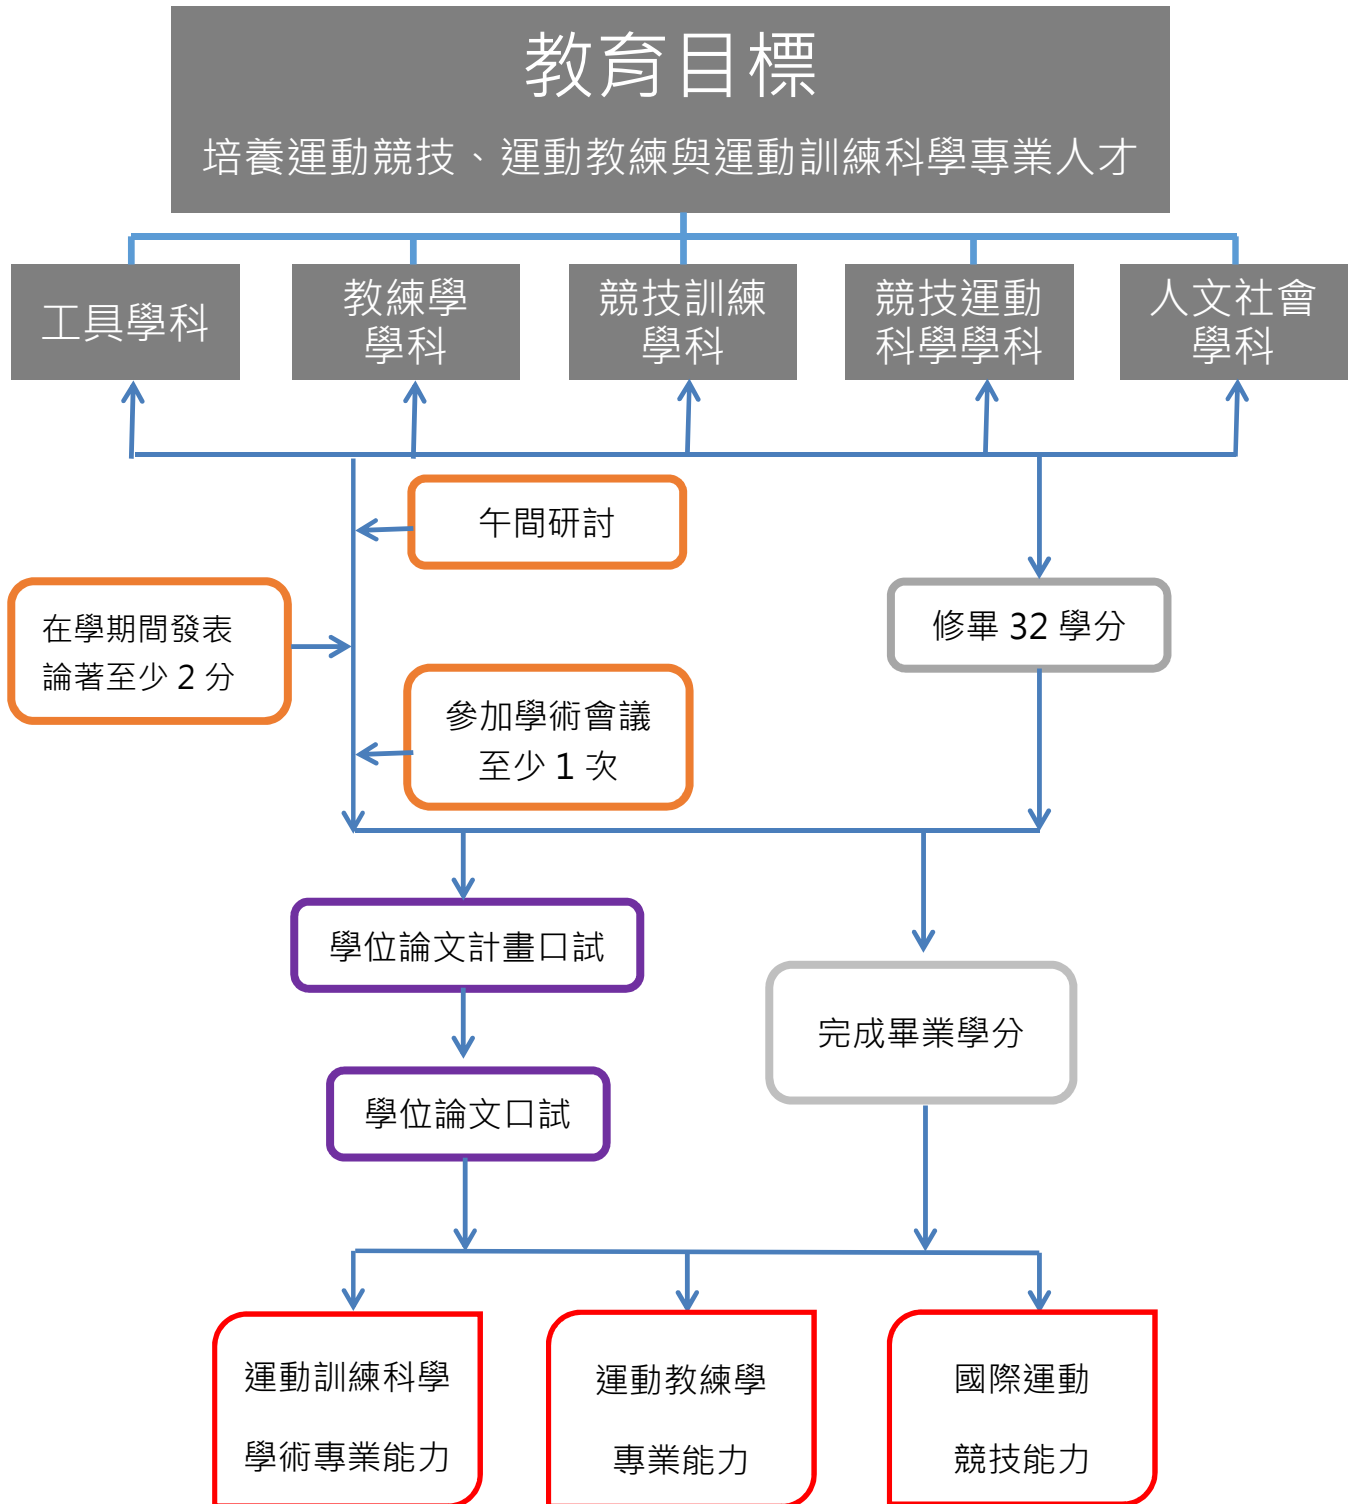 教育目標
培養運動競技、運動教練與運動訓練科學專業人才
工具學科
教練學
學科
競技訓練
學科
競技運動
科學學科
人文社會
學科
午間研討
在學期間發表
論著至少 2 分
修畢 32 學分
參加學術會議
至少 1 次
學位論文計畫口試
完成畢業學分
學位論文口試
運動訓練科學
學術專業能力
運動教練學
專業能力
國際運動
競技能力